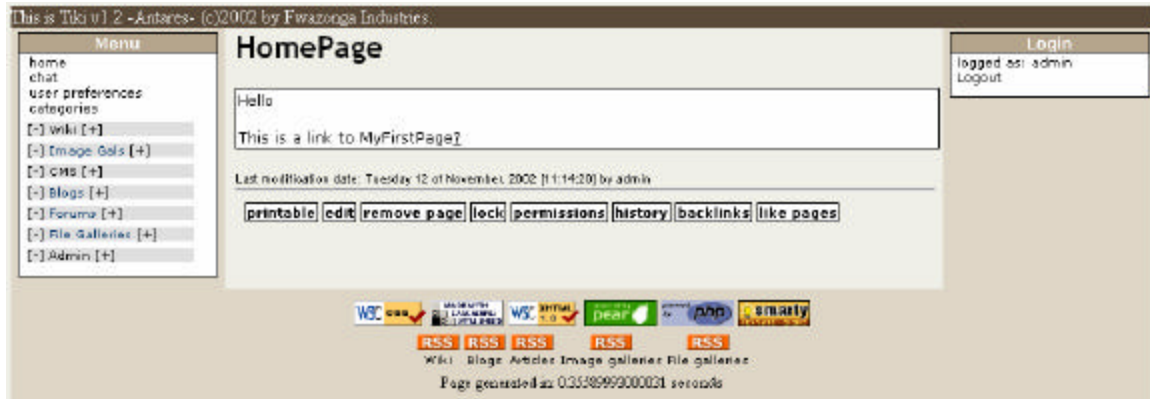 This is Tiki v1.2 -Antares- (c)2002 by Fwazonga Industries.
Menu
home
chat
user preferences
categories
[-] Wiki [+]
[-] Image Gals [+]
[-] CMS [+]
[-] Blogs [+]
[-] Forums [+]
[-] File Galleries [+]
[-] Admin [+]
HomePage
Hello
This is a link to MyFirstPage?
Last modification date: Tuesday 12 of November, 2002 [11:14:20] by admin
printable edit remove page lock permissions history backlinks like pages
Login
logged as: admin
Logout
W3C css W3C XHTML 1.0 pear php smarty
RSS RSS RSS RSS RSS
Wiki Blogs Articles Image galleries File galleries
Page generated in: 0.35589993000031 seconds